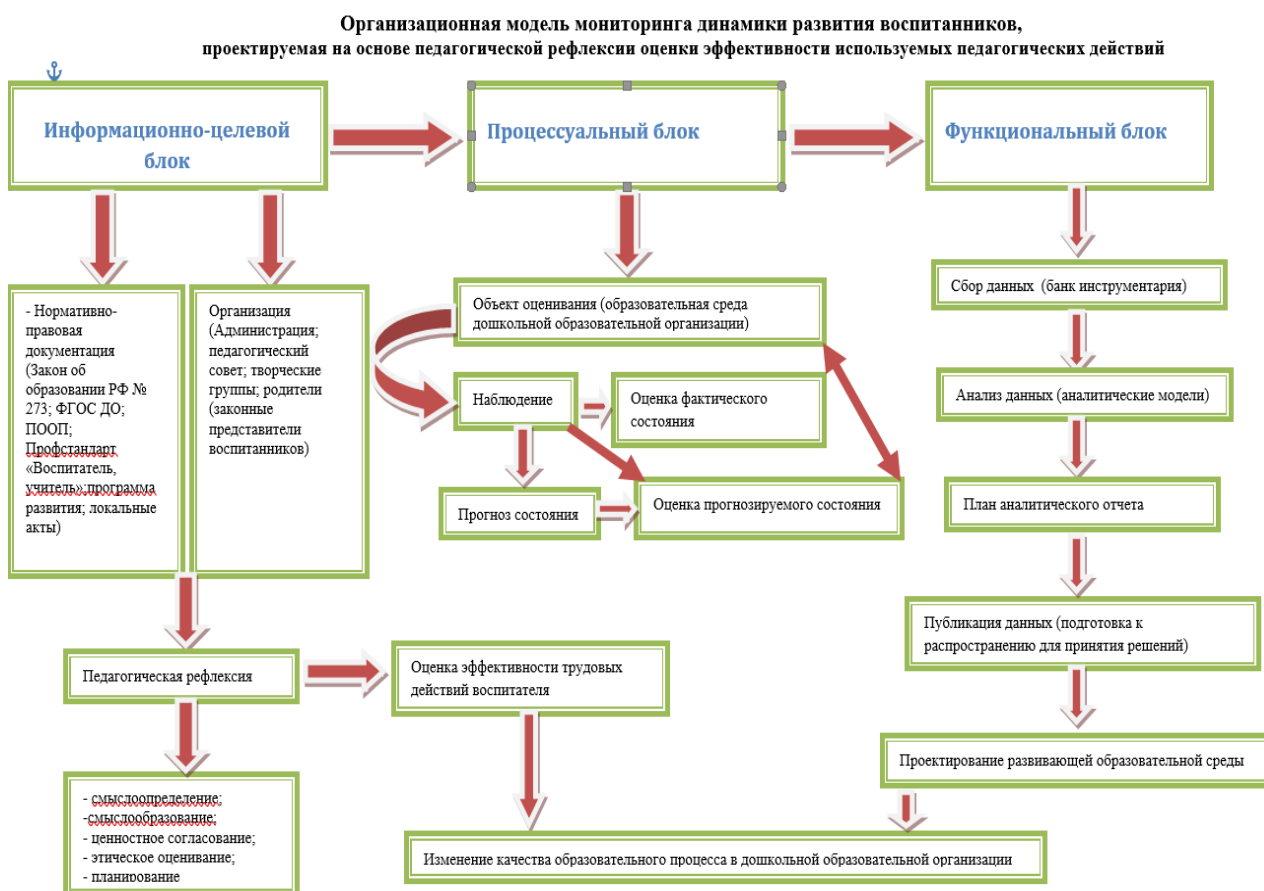 Организационная модель мониторинга динамики развития воспитанников,
проектируемая на основе педагогической рефлексии оценки эффективности используемых педагогических действий
Информационно-целевой
блок
Процессуальный блок
Функциональный блок
- Нормативно-
правовая
документация
(Закон об
образовании РФ №
273; ФГОС ДО;
ПООП;
Профстандарт
«Воспитатель,
учитель»;программа
развития; локальные
акты)
Организация
(Администрация;
педагогический
совет; творческие
группы; родители
(законные
представители
воспитанников)
Объект оценивания (образовательная среда
дошкольной образовательной организации)
Наблюдение
Оценка фактического
состояния
Прогноз состояния
Оценка прогнозируемого состояния
Сбор данных (банк инструментария)
Анализ данных (аналитические модели)
План аналитического отчета
Публикация данных (подготовка к
распространению для принятия решений)
Проектирование развивающей образовательной среды
Педагогическая рефлексия
Оценка эффективности трудовых
действий воспитателя
- смыслоопределение;
-смыслообразование;
- ценностное согласование;
- этическое оценивание;
- планирование
Изменение качества образовательного процесса в дошкольной образовательной организации